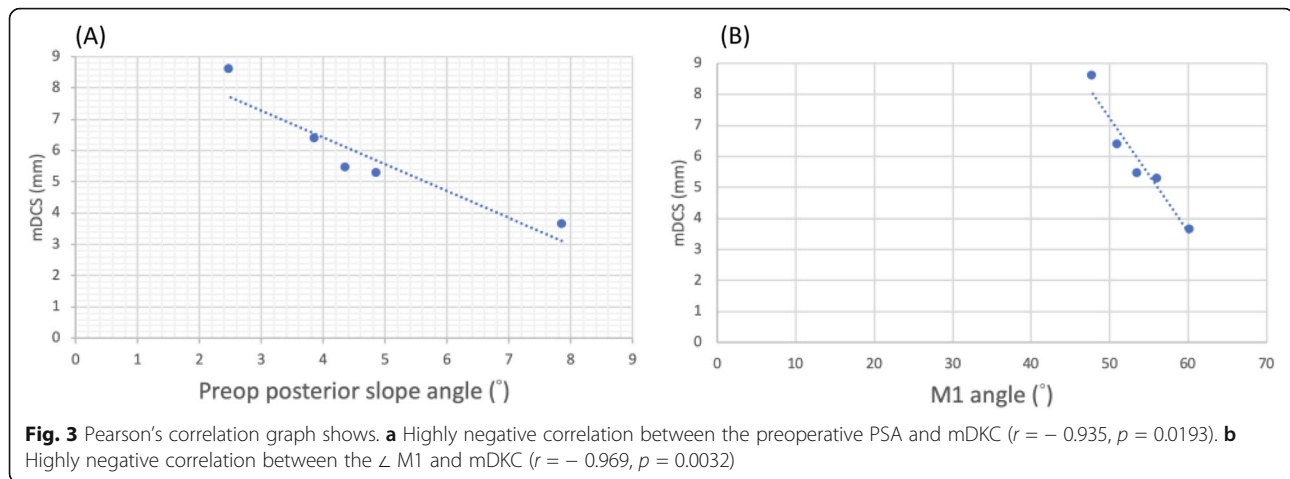 (A)
9
8
7
6
5
4
3
2
1
0
mDCS (mm)
0 1 2 3 4 5 6 7 8 9
Preop posterior slope angle (°)
(B)
9
8
7
6
5
4
3
2
1
0
mDCS (mm)
0 10 20 30 40 50 60 70
M1 angle (°)
Fig. 3 Pearson's correlation graph shows. a Highly negative correlation between the preoperative PSA and mDKC (r = − 0.935, p = 0.0193). b
Highly negative correlation between the ∠ M1 and mDKC (r = − 0.969, p = 0.0032)